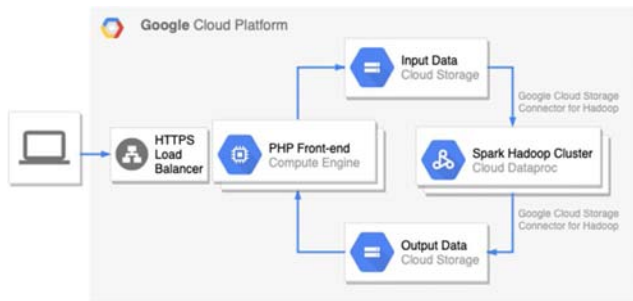 Google Cloud Platform
Input Data
Cloud Storage
Google Cloud Storage
Connector for Hadoop
HTTPS
Load
Balancer
PHP Front-end
Compute Engine
Spark Hadoop Cluster
Cloud Dataproc
Google Cloud Storage
Connector for Hadoop
Output Data
Cloud Storage